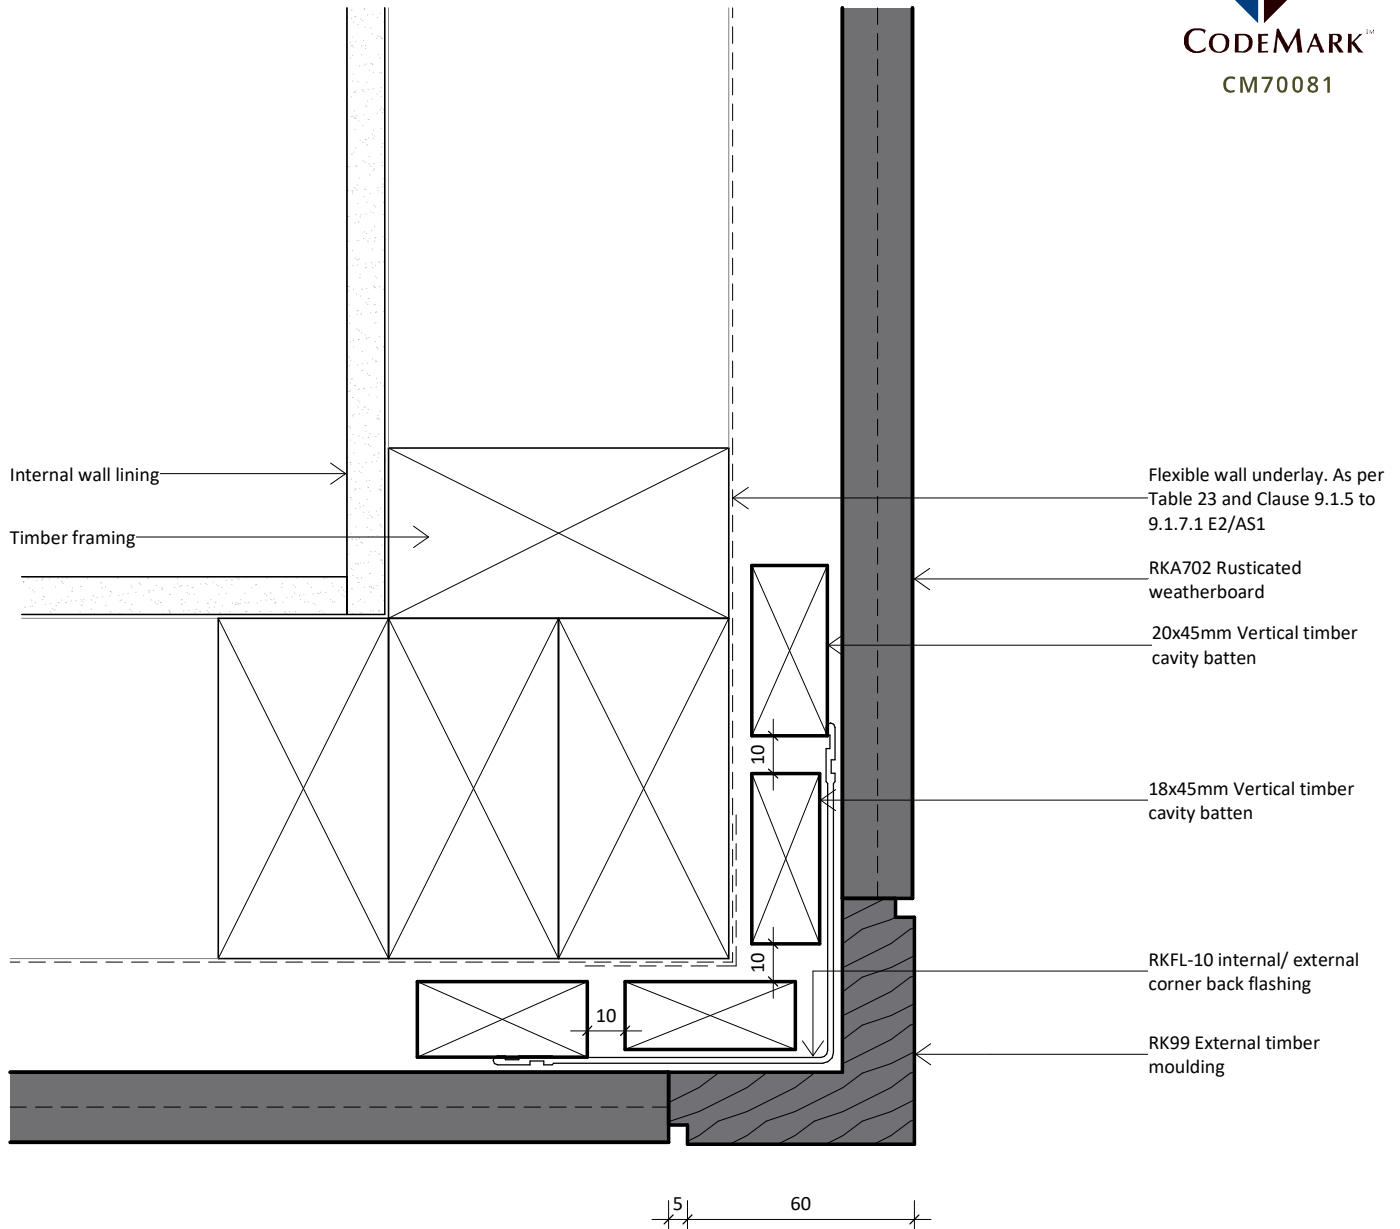 CODEMARK™
CM70081
Internal wall lining
Timber framing
Flexible wall underlay. As per
Table 23 and Clause 9.1.5 to
9.1.7.1 E2/AS1
RKA702 Rusticated
weatherboard
20x45mm Vertical timber
cavity batten
10
18x45mm Vertical timber
cavity batten
10
RKFL-10 internal/ external
corner back flashing
10
RK99 External timber
moulding
5
60